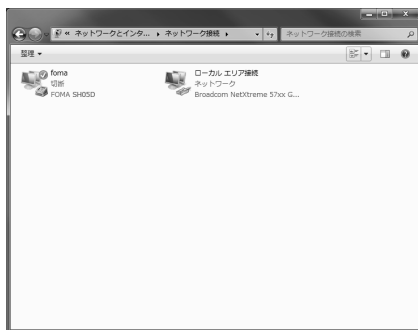 « ネットワークとインタ... ▸ ネットワーク接続 ▸
ネットワーク接続の検索
整理 ▼
foma
切断
FOMA SH05D
ローカル エリア接続
ネットワーク
Broadcom NetXtreme 57xx G...